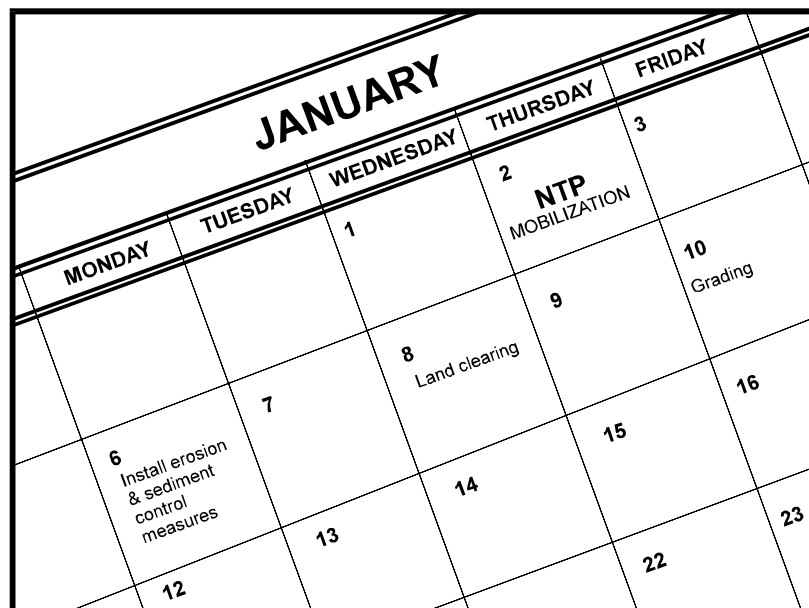 JANUARY
MONDAY
TUESDAY
WEDNESDAY
THURSDAY
FRIDAY
1
2
NTP
MOBILIZATION
3
6
Install erosion
& sediment
control
measures
7
8
Land clearing
9
10
Grading
12
13
14
15
16
22
23